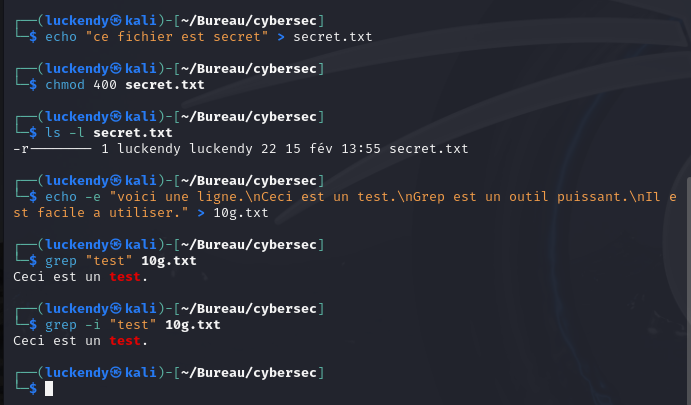 ┌──(luckendy㉿kali)-[~/Bureau/cybersec]
└─$ echo "ce fichier est secret" > secret.txt
┌──(luckendy㉿kali)-[~/Bureau/cybersec]
└─$ chmod 400 secret.txt
┌──(luckendy㉿kali)-[~/Bureau/cybersec]
└─$ ls -l secret.txt
-r-------- 1 luckendy luckendy 22 15 fév 13:55 secret.txt
┌──(luckendy㉿kali)-[~/Bureau/cybersec]
└─$ echo -e "voici une ligne.\nCeci est un test.\nGrep est un outil puissant.\nIl e
st facile a utiliser." > 10g.txt
┌──(luckendy㉿kali)-[~/Bureau/cybersec]
└─$ grep "test" 10g.txt
Ceci est un test.
┌──(luckendy㉿kali)-[~/Bureau/cybersec]
└─$ grep -i "test" 10g.txt
Ceci est un test.
┌──(luckendy㉿kali)-[~/Bureau/cybersec]
└─$